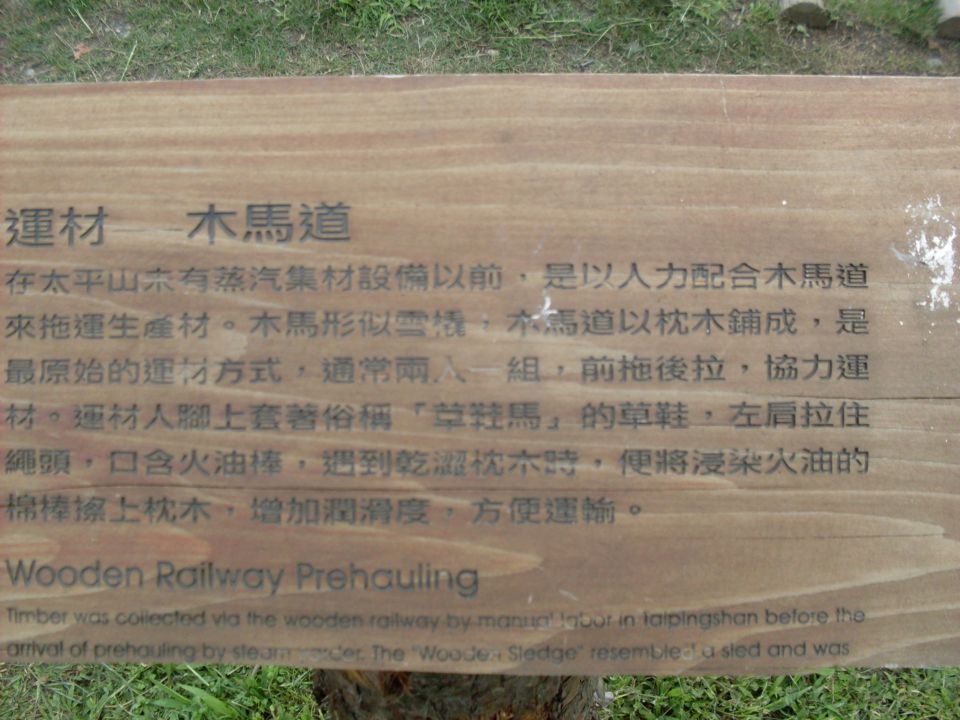 運材 木馬道
在太平山未有蒸汽集材設備以前，是以人力配合木馬道
來拖運生產材。木馬形似雪橇，木馬道以枕木鋪成，是
最原始的運材方式，通常兩人一組，前拖後拉，協力運
材。運材人腳上套著俗稱「草鞋馬」的草鞋，左肩拉住
繩頭，口含火油棒，遇到乾澀枕木時，便將浸染火油的
棉棒擦上枕木，增加潤滑度，方便運輸。
Wooden Railway Prehauling
Timber was collected via the wooden railway by manual labor in Taipingshan before the
arrival of prehauling by steam yarder. The "Wooden Sledge" resembled a sled and was